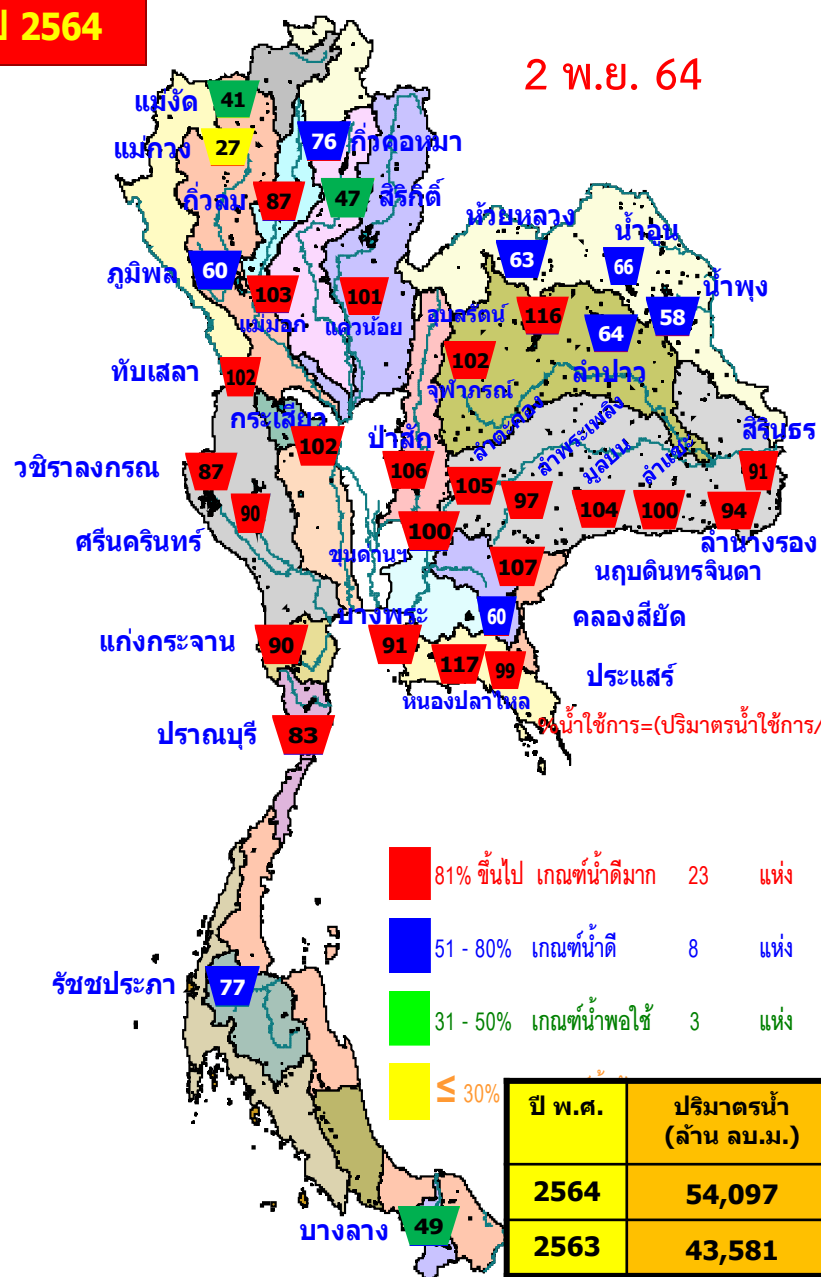 ปี 2564
2 พ.ย. 64
แม่งัด 41
แม่กวง 27
76 กิ่วคอหมา
กิ่วลม 87
47 สิริกิติ์
ห้วยหลวง
63
น้ำอูน
66
น้ำพุง
58
ภูมิพล 60
103
แม่มอก
101
แควน้อย
อุบลรัตน์
116
64
ลำปาว
102
จุฬาภรณ์
ทับเสลา
102
กระเสียว
102
ป่าสัก
106
ลำตะคอง
105
ลำพระเพลิง
97
มูลบน
104
ลำแชะ
100
สิรินธร
91
94
ลำนางรอง
วชิราลงกรณ
87
90
ศรีนครินทร์
100
ขุนด่านฯ
107
นฤบดินทรจินดา
บางพระ
91
60
คลองสียัด
แก่งกระจาน 90
117
หนองปลาไหล
99
ประแสร์
ปราณบุรี 83
%น้ำใช้การ=(ปริมาตรน้ำใช้การ/
81% ขึ้นไป เกณฑ์น้ำดีมาก 23 แห่ง
51 - 80% เกณฑ์น้ำดี 8 แห่ง
รัชชประภา 77
31 - 50% เกณฑ์น้ำพอใช้ 3 แห่ง
≤ 30%
ปี พ.ศ. ปริมาตรน้ำ
(ล้าน ลบ.ม.)
2564 54,097
2563 43,581
บางลาง 49